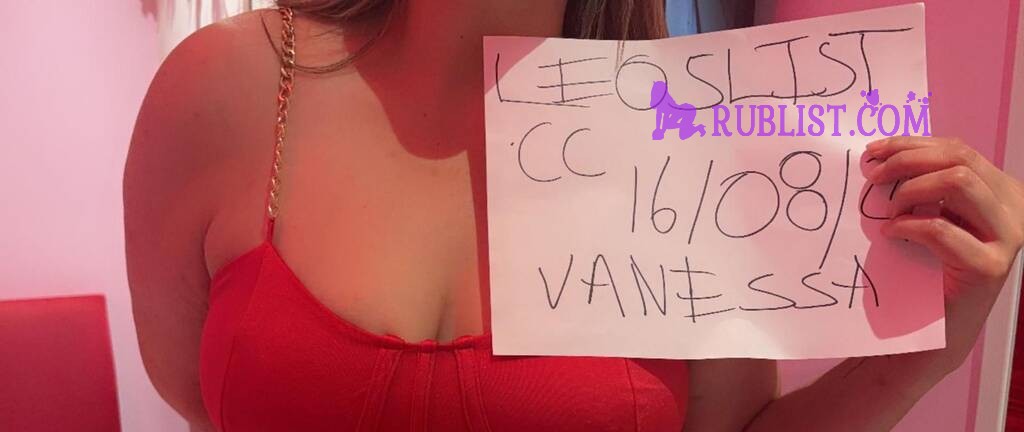 LEOSLIST
RUBLIST.COM
CC
16/08/
VANESSA